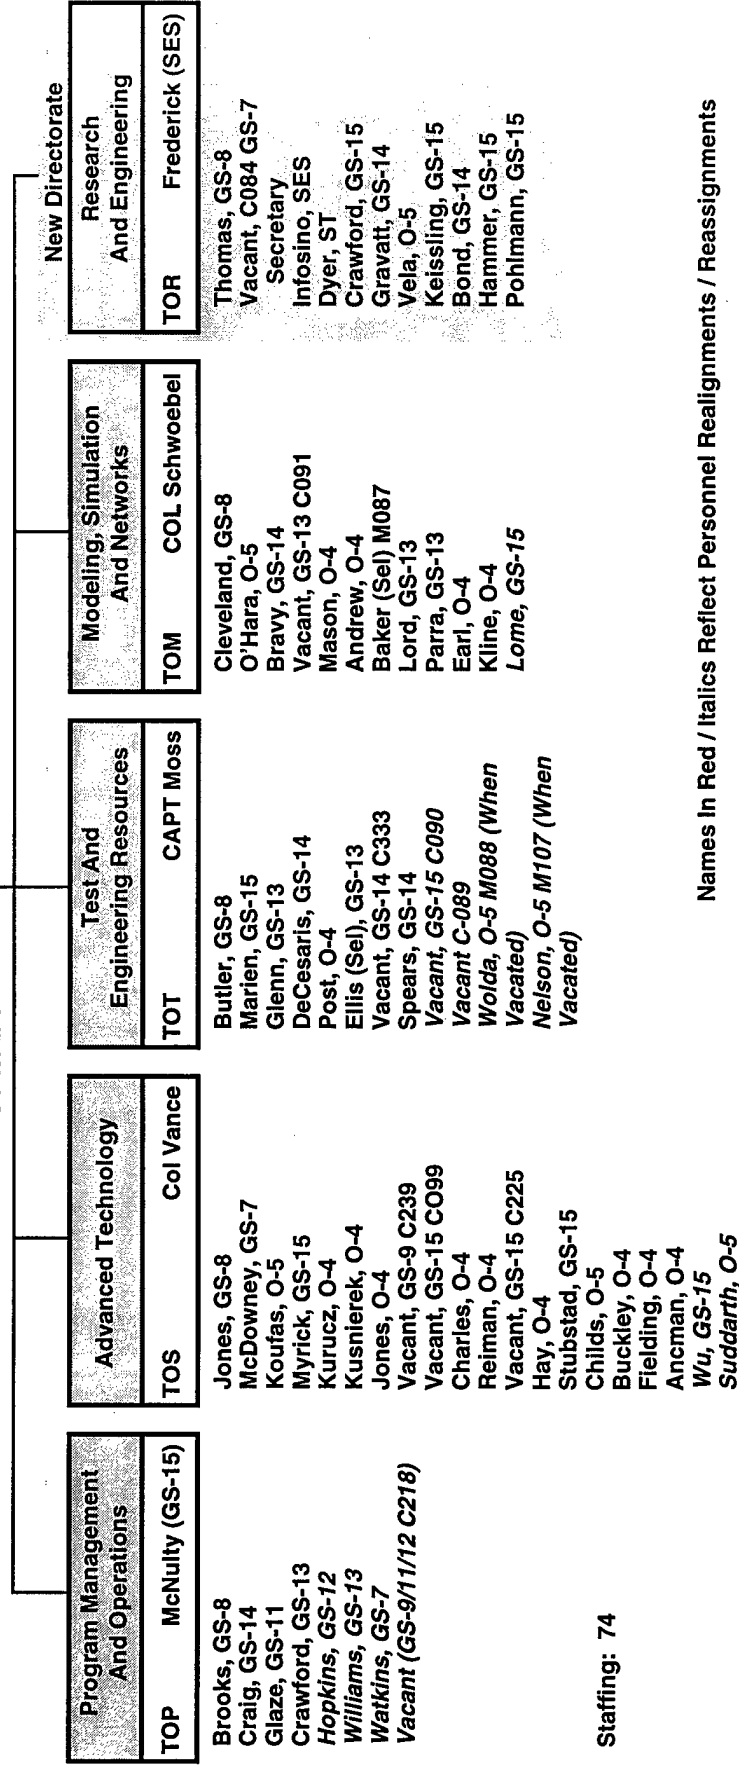 Program Management
And Operations
TOP McNulty (GS-15)
Brooks, GS-8
Craig, GS-14
Glaze, GS-11
Crawford, GS-13
Hopkins, GS-12
Williams, GS-13
Watkins, GS-7
Vacant (GS-9/11/12 C218)
Staffing: 74
Advanced Technology
TOS Col Vance
Jones, GS-8
McDowney, GS-7
Koufas, O-5
Myrick, GS-15
Kurucz, O-4
Kusnierek, O-4
Jones, O-4
Vacant, GS-9 C239
Vacant, GS-15 CO99
Charles, O-4
Reiman, O-4
Vacant, GS-15 C225
Hay, O-4
Stubstad, GS-15
Childs, O-5
Buckley, O-4
Fielding, O-4
Ancman, O-4
Wu, GS-15
Suddarth, O-5
Test And
Engineering Resources
TOT CAPT Moss
Butler, GS-8
Marien, GS-15
Glenn, GS-13
DeCesaris, GS-14
Post, O-4
Ellis (Sel), GS-13
Vacant, GS-14 C333
Spears, GS-14
Vacant, GS-15 C090
Vacant C-089
Wolda, O-5 M088 (When
Vacated)
Nelson, O-5 M107 (When
Vacated)
Modeling, Simulation
And Networks
TOM COL Schwoebel
Cleveland, GS-8
O'Hara, O-5
Bravy, GS-14
Vacant, GS-13 C091
Mason, O-4
Andrew, O-4
Baker (Sel) M087
Lord, GS-13
Parra, GS-13
Earl, O-4
Kline, O-4
Lome, GS-15
New Directorate
Research
And Engineering
TOR Frederick (SES)
Thomas, GS-8
Vacant, C084 GS-7
Secretary
Infosino, SES
Dyer, ST
Crawford, GS-15
Gravatt, GS-14
Vela, O-5
Keissling, GS-15
Bond, GS-14
Hammer, GS-15
Pohlmann, GS-15
Names In Red / Italics Reflect Personnel Realignments / Reassignments